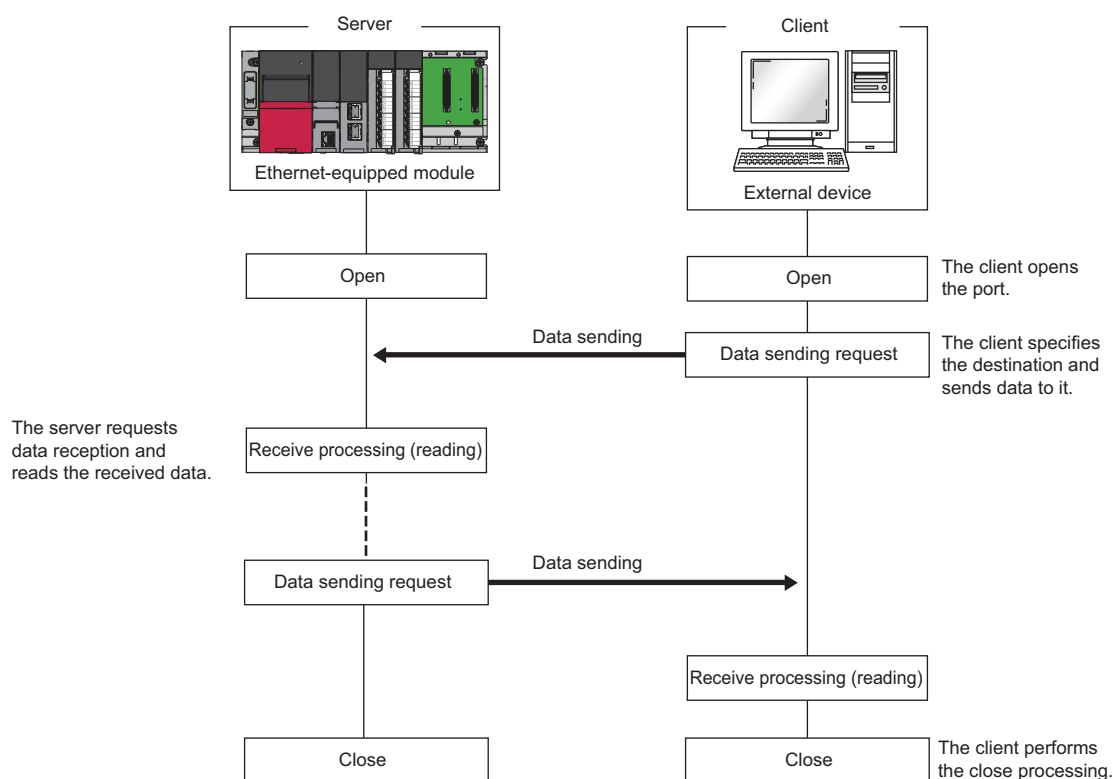 Server
Client
Ethernet-equipped module
External device
Open
Open
The client opens
the port.
Data sending
Data sending request
The client specifies
the destination and
sends data to it.
The server requests
data reception and
reads the received data.
Receive processing (reading)
Data sending request
Data sending
Receive processing (reading)
Close
Close
The client performs
the close processing.